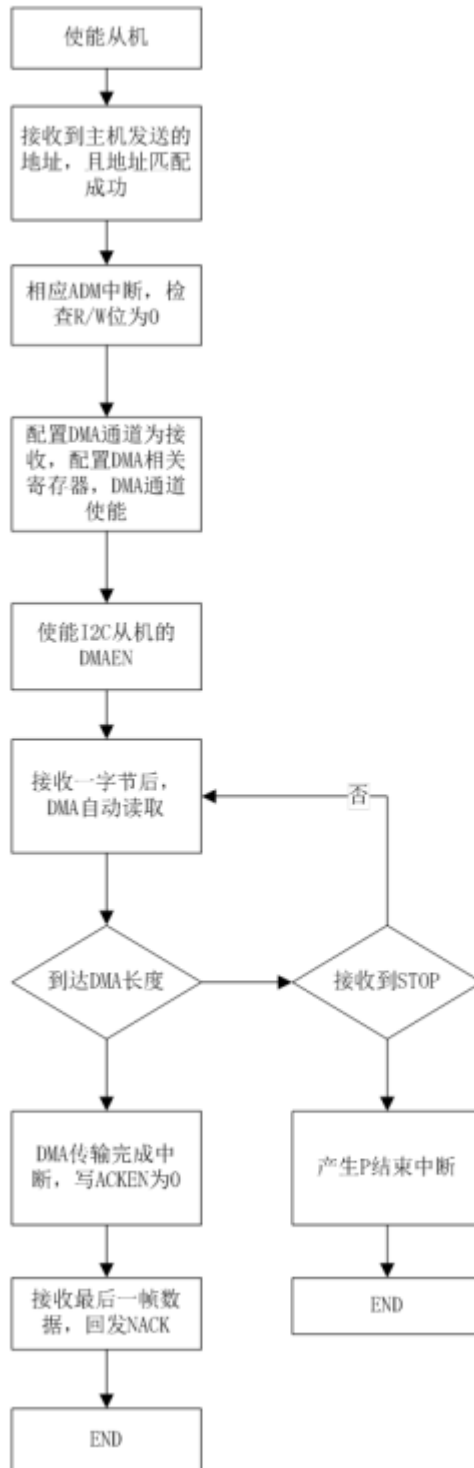 使能从机
接收到主机发送的
地址，且地址匹配
成功
相应ADM中断，检
查R/W位为0
配置DMA通道为接
收，配置DMA相关
寄存器，DMA通道
使能
使能I2C从机的
DMAEN
接收一字节后，
DMA自动读取
否
到达DMA长度
接收到STOP
DMA传输完成中
断，写ACKEN为0
产生P结束中断
接收最后一帧数
据，回发NACK
END
END